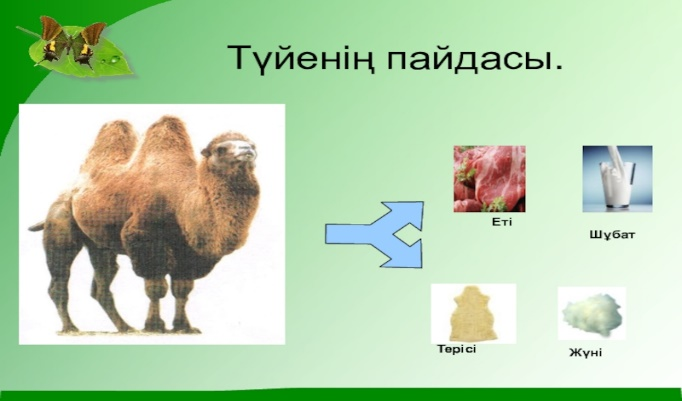 Түйенің пайдасы.
Еті
Шұбат
Терісі
Жүні